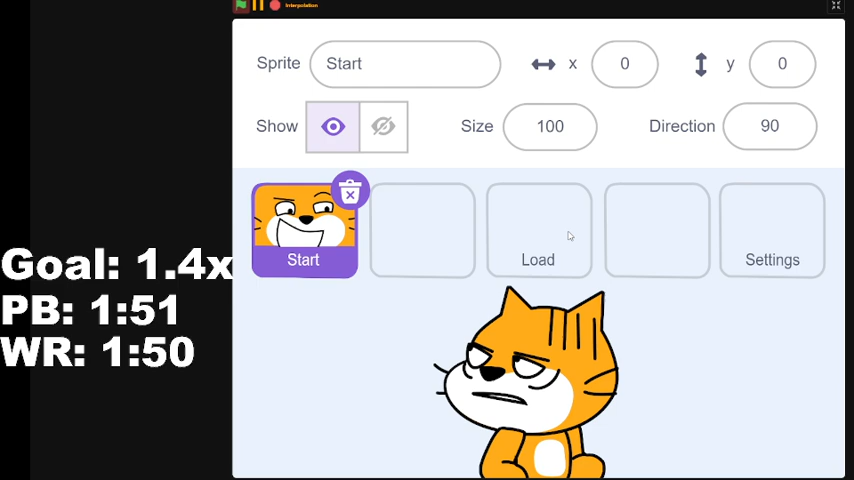 Interpolation
Sprite Start x 0 y 0
Show Size 100 Direction 90
Start Load Settings
Goal: 1.4x
PB: 1:51
WR: 1:50